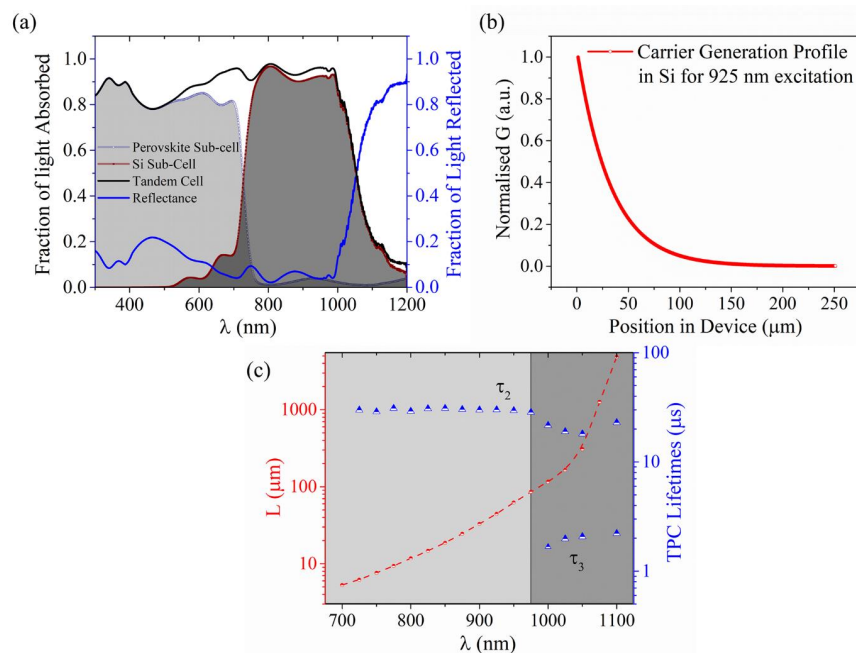 (a)
1.0
0.8
0.6
0.4
0.2
0.0
Fraction of light Absorbed
Perovskite Sub-cell
Si Sub-Cell
Tandem Cell
Reflectance
400 600 800 1000 1200
λ (nm)
1.0
0.8
0.6
0.4
0.2
0.0
Fraction of Light Reflected
(b)
Carrier Generation Profile
in Si for 925 nm excitation
1.0
0.8
0.6
0.4
0.2
0.0
Normalised G (a.u.)
0 50 100 150 200 250
Position in Device (μm)
(c)
1000
100
10
L (μm)
τ2
τ3
100
10
1
TPC Lifetimes (μs)
700 800 900 1000 1100
λ (nm)